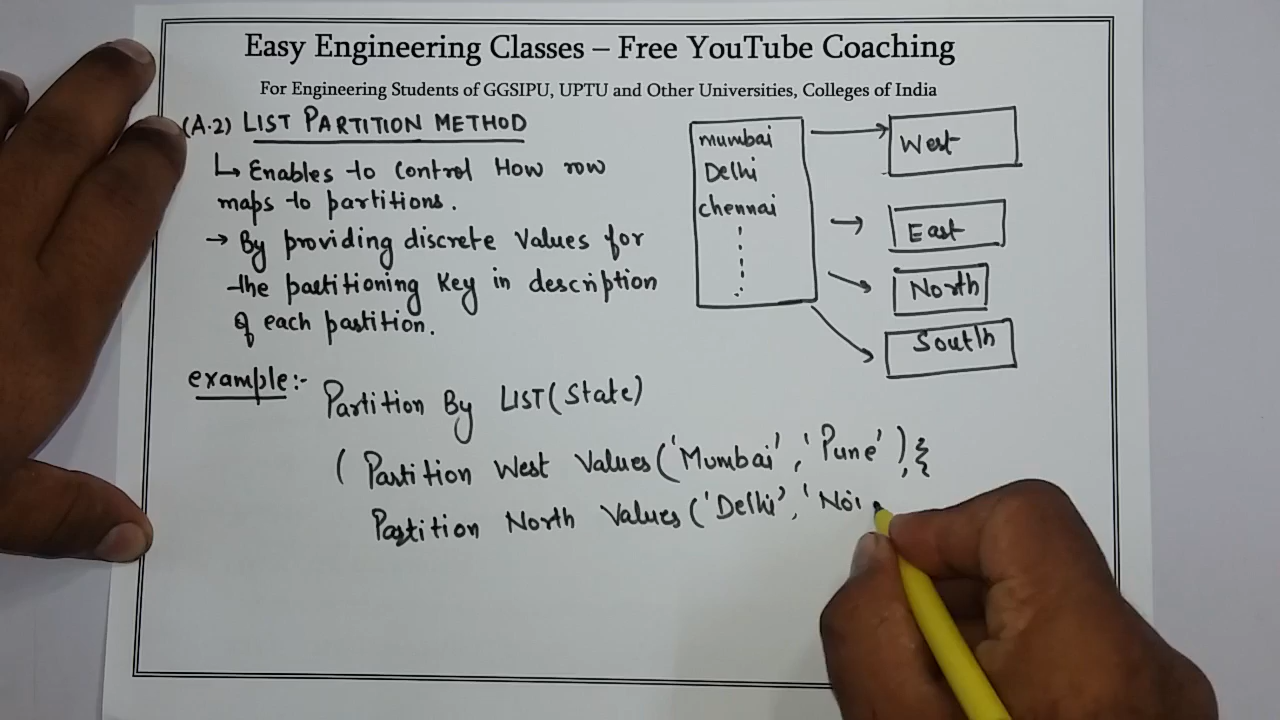 Easy Engineering Classes – Free YouTube Coaching
For Engineering Students of GGSIPU, UPTU and Other Universities, Colleges of India
(A.2) LIST PARTITION METHOD
↳ Enables to control How row
maps to partitions.
→ By providing discrete values for
the partitioning key in description
of each partition.
mumbai
Delhi
chennai
West
East
North
South
example:-
Partition By LIST(State)
( Partition West Values('Mumbai', 'Pune'),
Partition North Values('Delhi', '